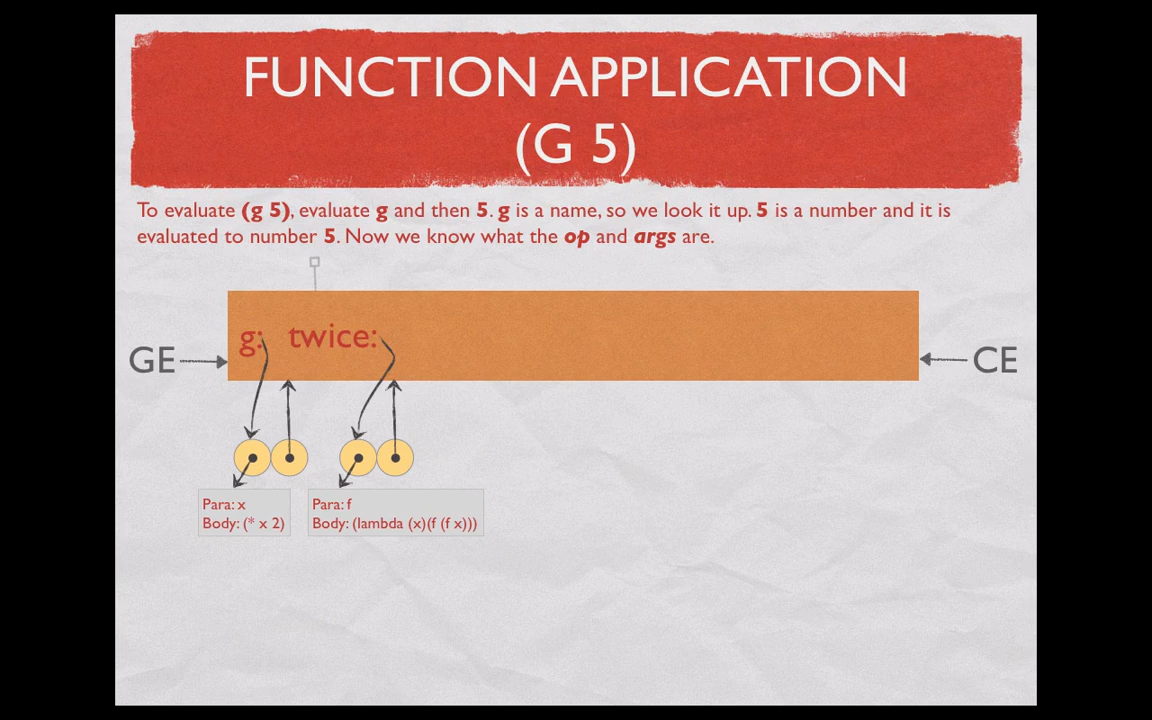 FUNCTION APPLICATION
(G 5)
To evaluate (g 5), evaluate g and then 5. g is a name, so we look it up. 5 is a number and it is
evaluated to number 5. Now we know what the op and args are.
g: twice:
GE
CE
Para: x
Body: (* x 2)
Para: f
Body: (lambda (x)(f (f x)))